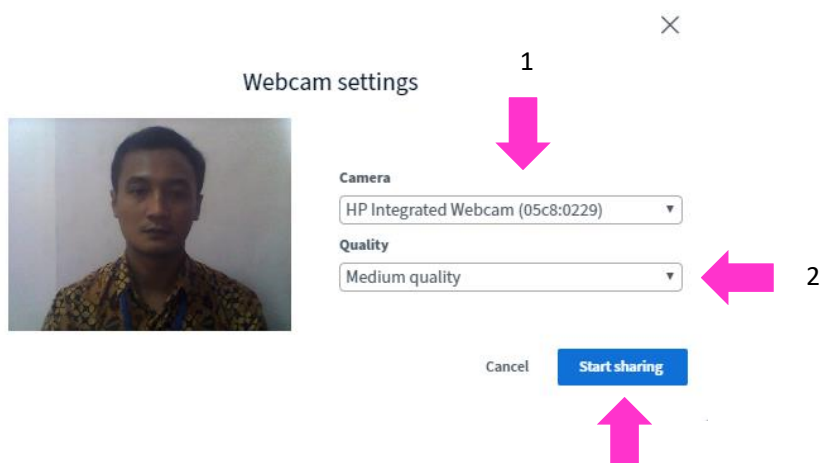 1
Webcam settings
Camera
HP Integrated Webcam (05c8:0229)
Quality
Medium quality
2
Cancel Start sharing